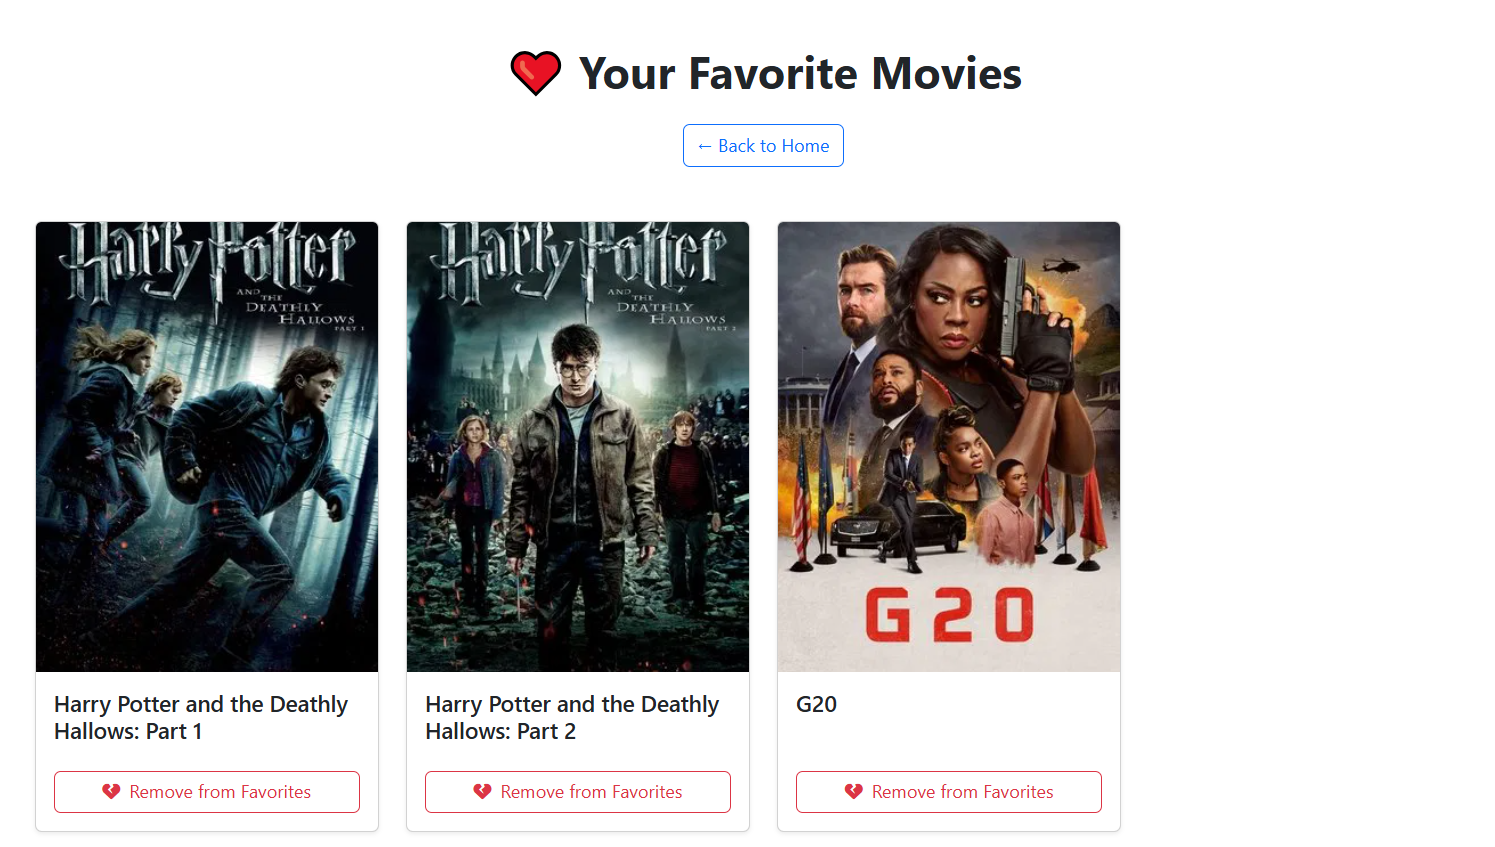 Your Favorite Movies
← Back to Home
Harry Potter
AND THE
DEATHLY
HALLOWS
PART 1
Harry Potter
AND THE
DEATHLY
HALLOWS
PART 2
G20
Harry Potter and the Deathly
Hallows: Part 1
Harry Potter and the Deathly
Hallows: Part 2
G20
Remove from Favorites
Remove from Favorites
Remove from Favorites